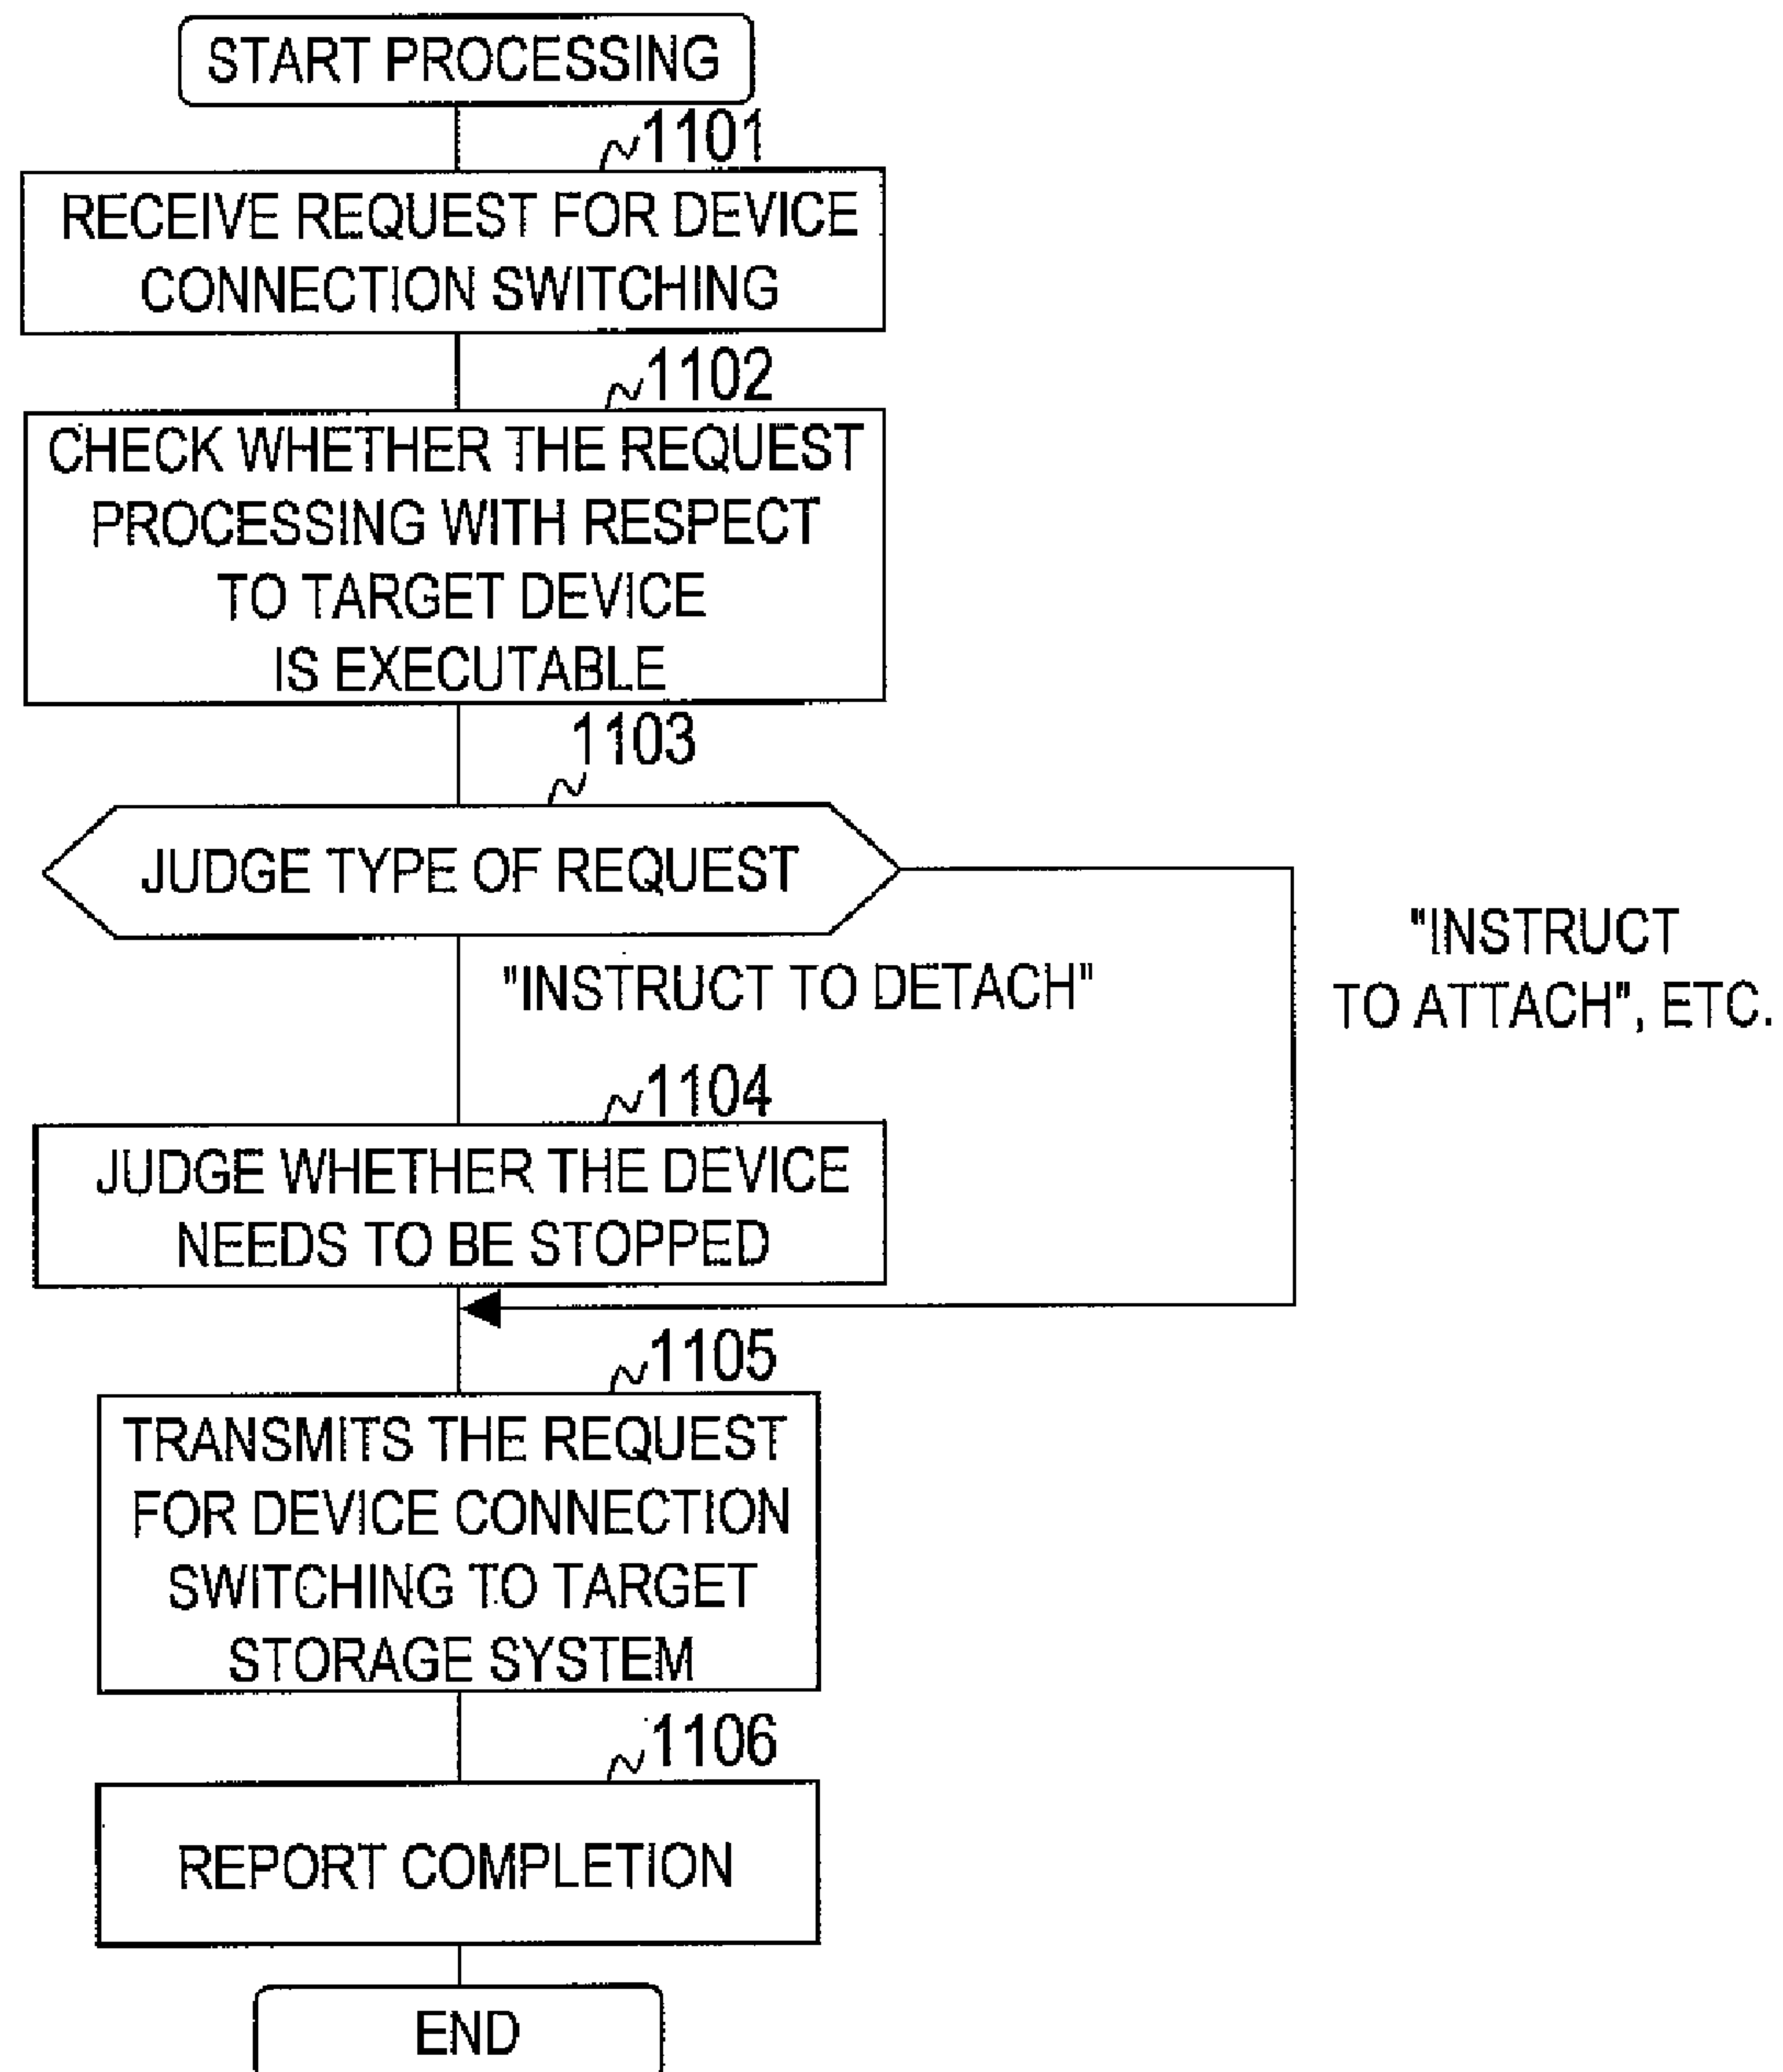 START PROCESSING
1101
RECEIVE REQUEST FOR DEVICE
CONNECTION SWITCHING
1102
CHECK WHETHER THE REQUEST
PROCESSING WITH RESPECT
TO TARGET DEVICE
IS EXECUTABLE
1103
JUDGE TYPE OF REQUEST
"INSTRUCT TO DETACH"
"INSTRUCT
TO ATTACH", ETC.
1104
JUDGE WHETHER THE DEVICE
NEEDS TO BE STOPPED
1105
TRANSMITS THE REQUEST
FOR DEVICE CONNECTION
SWITCHING TO TARGET
STORAGE SYSTEM
1106
REPORT COMPLETION
END